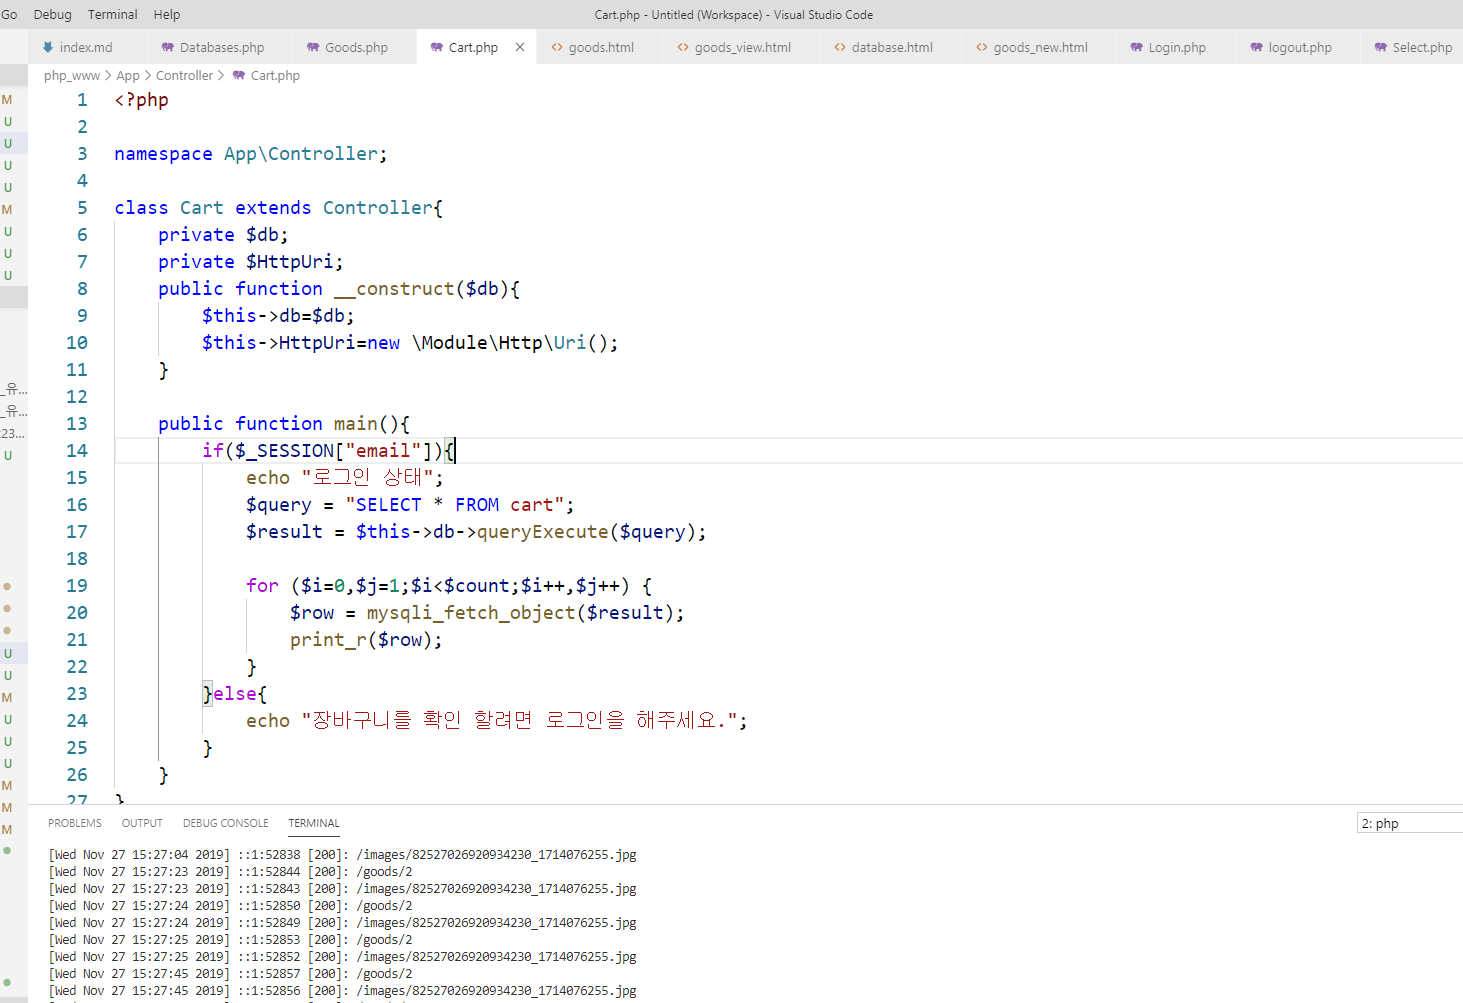 Go Debug Terminal Help Cart.php - Untitled (Workspace) - Visual Studio Code
index.md Databases.php Goods.php Cart.php × goods.html goods_view.html database.html goods_new.html Login.php logout.php Select.php
php_www > App > Controller > Cart.php
1 <?php
2
3 namespace App\Controller;
4
5 class Cart extends Controller{
6 private $db;
7 private $HttpUri;
8 public function __construct($db){
9 $this->db=$db;
10 $this->HttpUri=new \Module\Http\Uri();
11 }
12
13 public function main(){
14 if($_SESSION["email"]){
15 echo "로그인 상태";
16 $query = "SELECT * FROM cart";
17 $result = $this->db->queryExecute($query);
18
19 for ($i=0,$j=1;$i<$count;$i++,$j++) {
20 $row = mysqli_fetch_object($result);
21 print_r($row);
22 }
23 }else{
24 echo "장바구니를 확인 할려면 로그인을 해주세요.";
25 }
26 }
27 }
M
U
U
U
U
M
U
U
U
_유...
_유...
23...
U
U
U
M
U
U
U
M
M
M
PROBLEMS OUTPUT DEBUG CONSOLE TERMINAL 2: php
[Wed Nov 27 15:27:04 2019] ::1:52838 [200]: /images/82527026920934230_1714076255.jpg
[Wed Nov 27 15:27:23 2019] ::1:52844 [200]: /goods/2
[Wed Nov 27 15:27:23 2019] ::1:52843 [200]: /images/82527026920934230_1714076255.jpg
[Wed Nov 27 15:27:24 2019] ::1:52850 [200]: /goods/2
[Wed Nov 27 15:27:24 2019] ::1:52849 [200]: /images/82527026920934230_1714076255.jpg
[Wed Nov 27 15:27:25 2019] ::1:52853 [200]: /goods/2
[Wed Nov 27 15:27:25 2019] ::1:52852 [200]: /images/82527026920934230_1714076255.jpg
[Wed Nov 27 15:27:45 2019] ::1:52857 [200]: /goods/2
[Wed Nov 27 15:27:45 2019] ::1:52856 [200]: /images/82527026920934230_1714076255.jpg